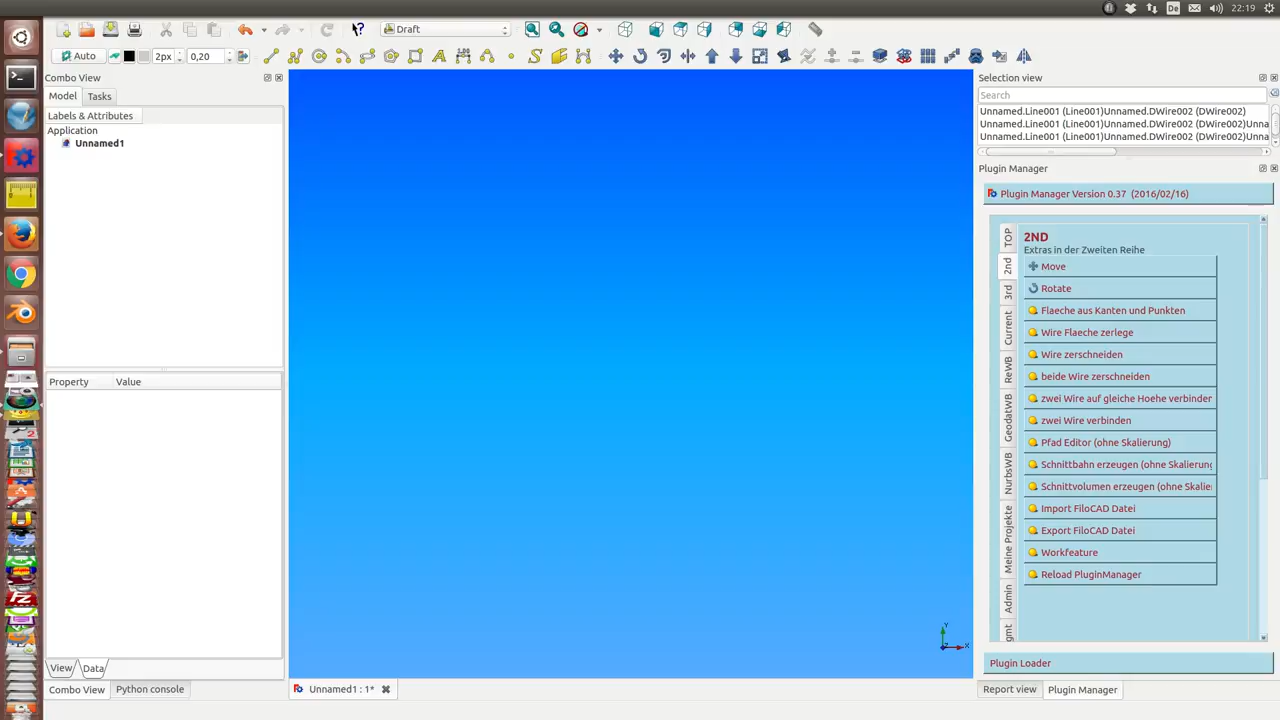 De
22:19
Draft
Auto
2px
0,20
Combo View
Model
Tasks
Labels & Attributes
Application
Unnamed1
Property
Value
View
Data
Combo View
Python console
Unnamed1 : 1*
Selection view
Search
Unnamed.Line001 (Line001)Unnamed.DWire002 (DWire002)
Unnamed.Line001 (Line001)Unnamed.DWire002 (DWire002)Unna
Unnamed.Line001 (Line001)Unnamed.DWire002 (DWire002)Unna
Plugin Manager
Plugin Manager Version 0.37 (2016/02/16)
TOP
2nd
3rd
Current
ReWB
GeodatWB
NurbsWB
Meine Projekte
Admin
gmt
2ND
Extras in der Zweiten Reihe
Move
Rotate
Flaeche aus Kanten und Punkten
Wire Flaeche zerlege
Wire zerschneiden
beide Wire zerschneiden
zwei Wire auf gleiche Hoehe verbinden
zwei Wire verbinden
Pfad Editor (ohne Skalierung)
Schnittbahn erzeugen (ohne Skalierung
Schnittvolumen erzeugen (ohne Skalier
Import FiloCAD Datei
Export FiloCAD Datei
Workfeature
Reload PluginManager
Plugin Loader
Report view
Plugin Manager